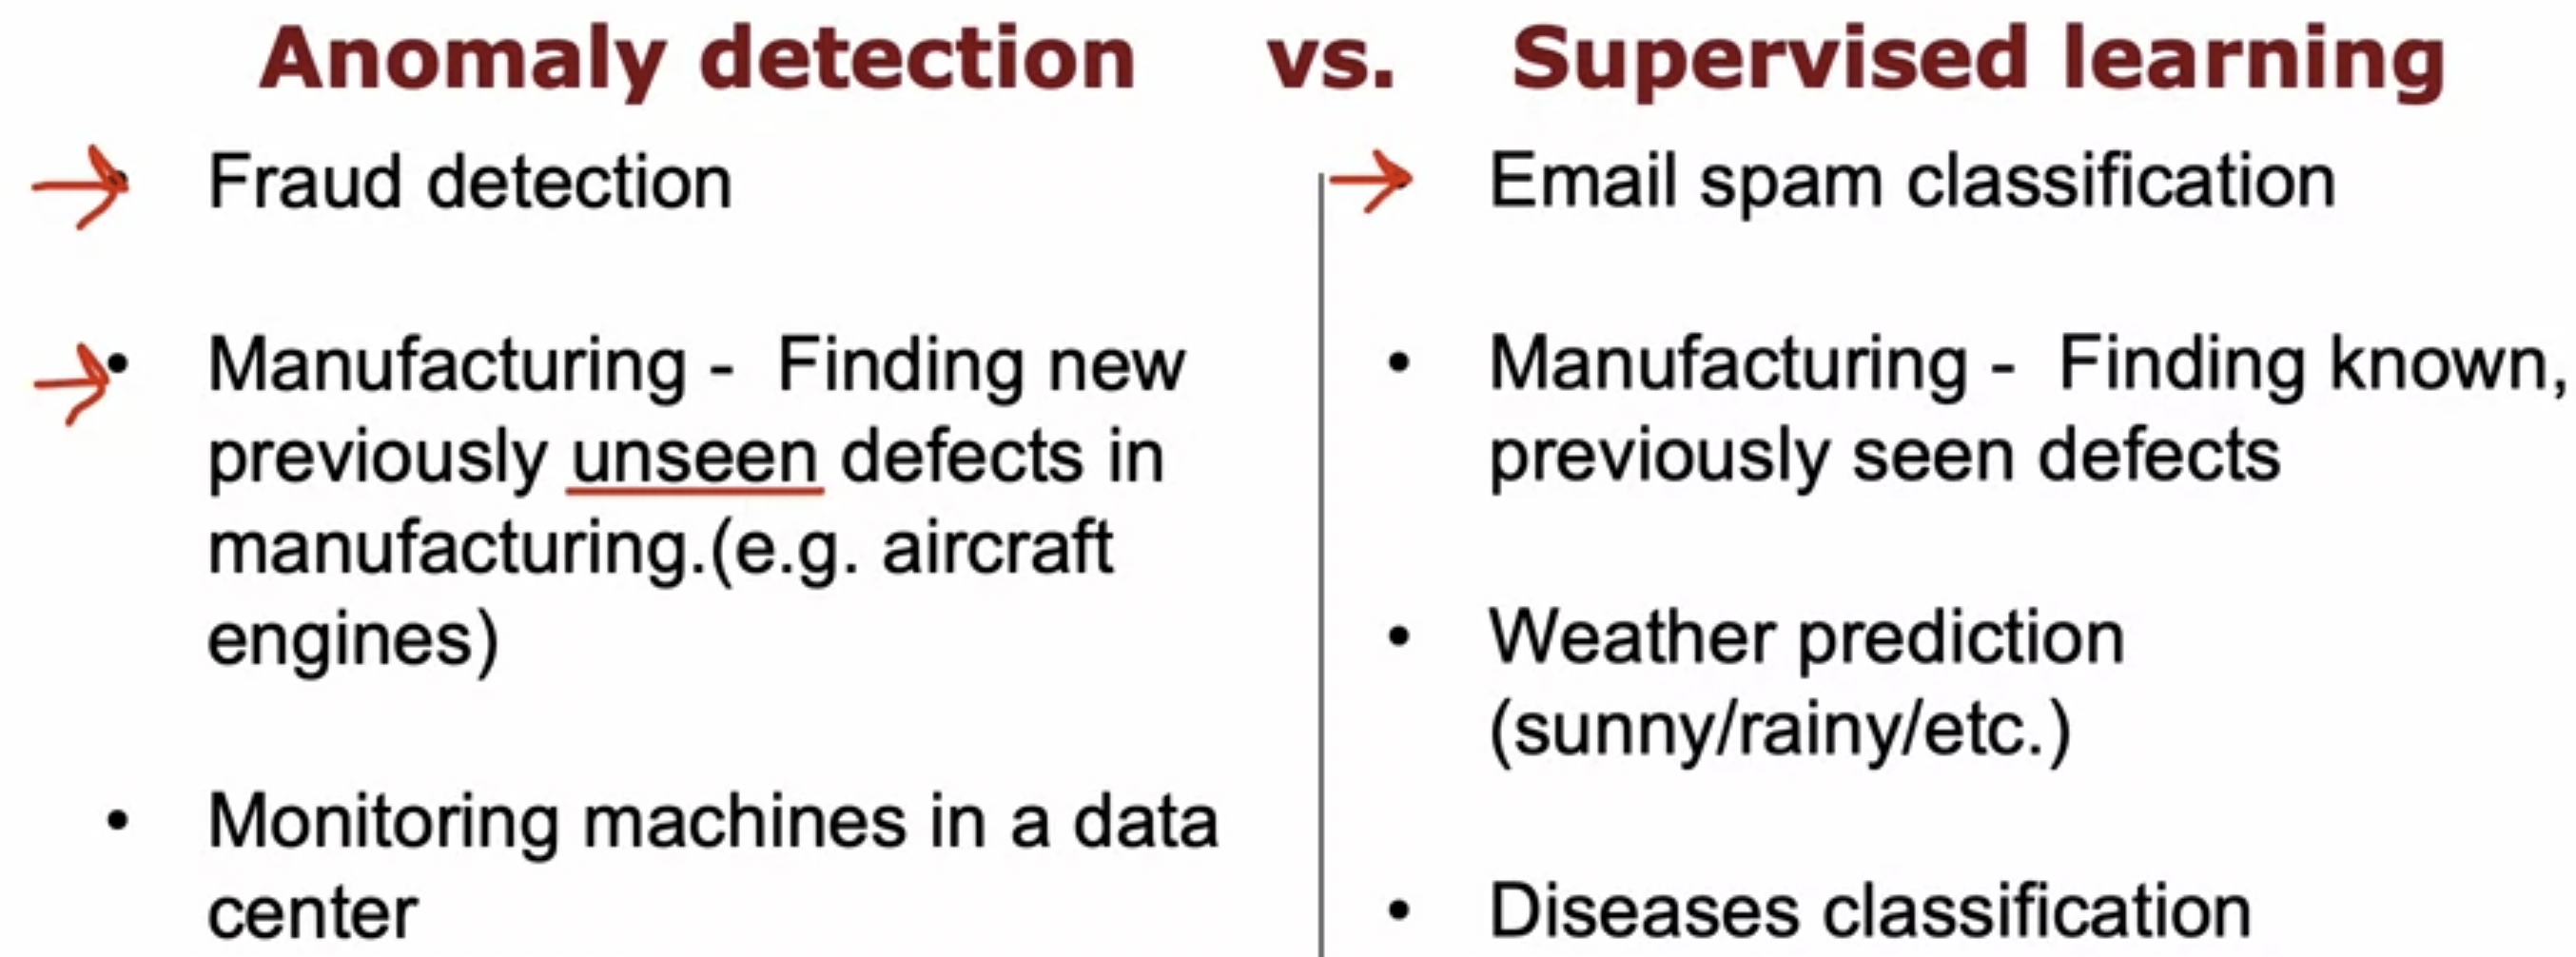 Anomaly detection vs. Supervised learning
Fraud detection
• Manufacturing - Finding new
previously unseen defects in
manufacturing.(e.g. aircraft
engines)
• Monitoring machines in a data
center
Email spam classification
• Manufacturing - Finding known,
previously seen defects
• Weather prediction
(sunny/rainy/etc.)
• Diseases classification